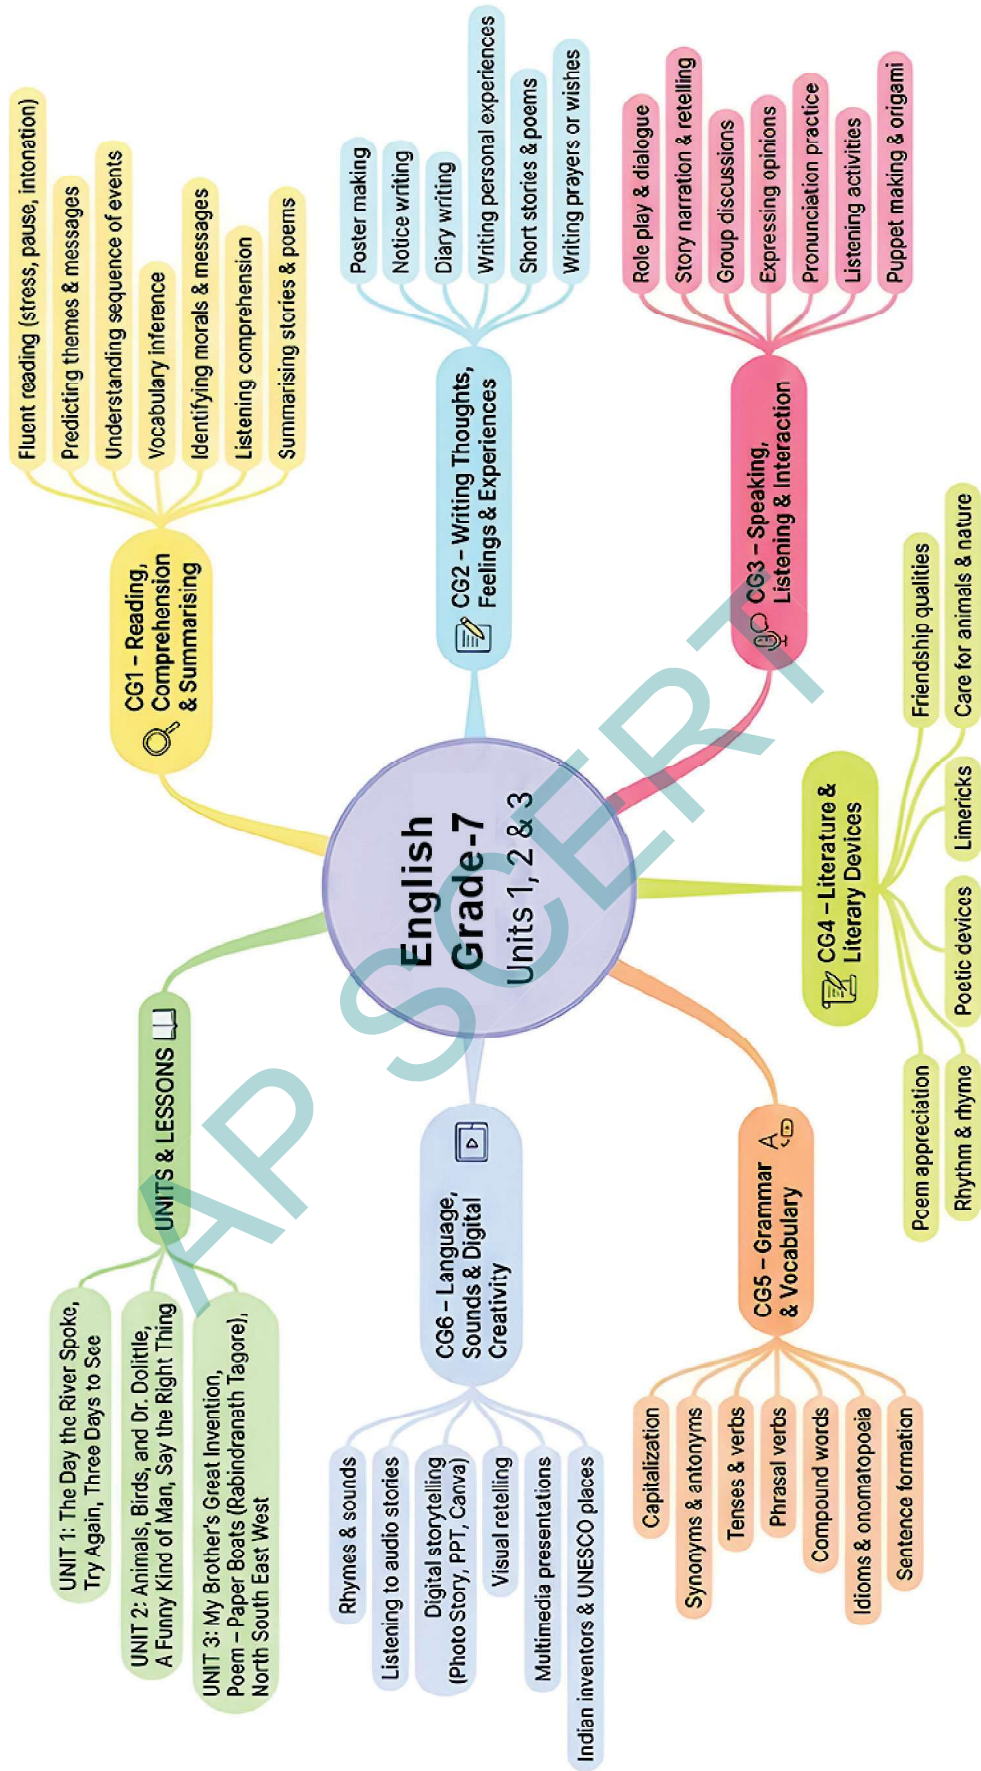 English
Grade-7
Units 1, 2 & 3
UNITS & LESSONS
UNIT 1: The Day the River Spoke,
Try Again, Three Days to See
UNIT 2: Animals, Birds, and Dr. Dolittle,
A Funny Kind of Man, Say the Right Thing
UNIT 3: My Brother's Great Invention,
Poem – Paper Boats (Rabindranath Tagore),
North South East West
CG1 – Reading,
Comprehension
& Summarising
Fluent reading (stress, pause, intonation)
Predicting themes & messages
Understanding sequence of events
Vocabulary inference
Identifying morals & messages
Listening comprehension
Summarising stories & poems
CG2 – Writing Thoughts,
Feelings & Experiences
Poster making
Notice writing
Diary writing
Writing personal experiences
Short stories & poems
Writing prayers or wishes
CG3 – Speaking,
Listening & Interaction
Role play & dialogue
Story narration & retelling
Group discussions
Expressing opinions
Pronunciation practice
Listening activities
Puppet making & origami
CG4 – Literature &
Literary Devices
Poem appreciation
Rhythm & rhyme
Poetic devices
Limericks
Friendship qualities
Care for animals & nature
CG5 – Grammar
& Vocabulary
A
Capitalization
Synonyms & antonyms
Tenses & verbs
Phrasal verbs
Compound words
Idioms & onomatopoeia
Sentence formation
CG6 – Language,
Sounds & Digital
Creativity
Rhymes & sounds
Listening to audio stories
Digital storytelling
(Photo Story, PPT, Canva)
Visual retelling
Multimedia presentations
Indian inventors & UNESCO places
AP SCERT